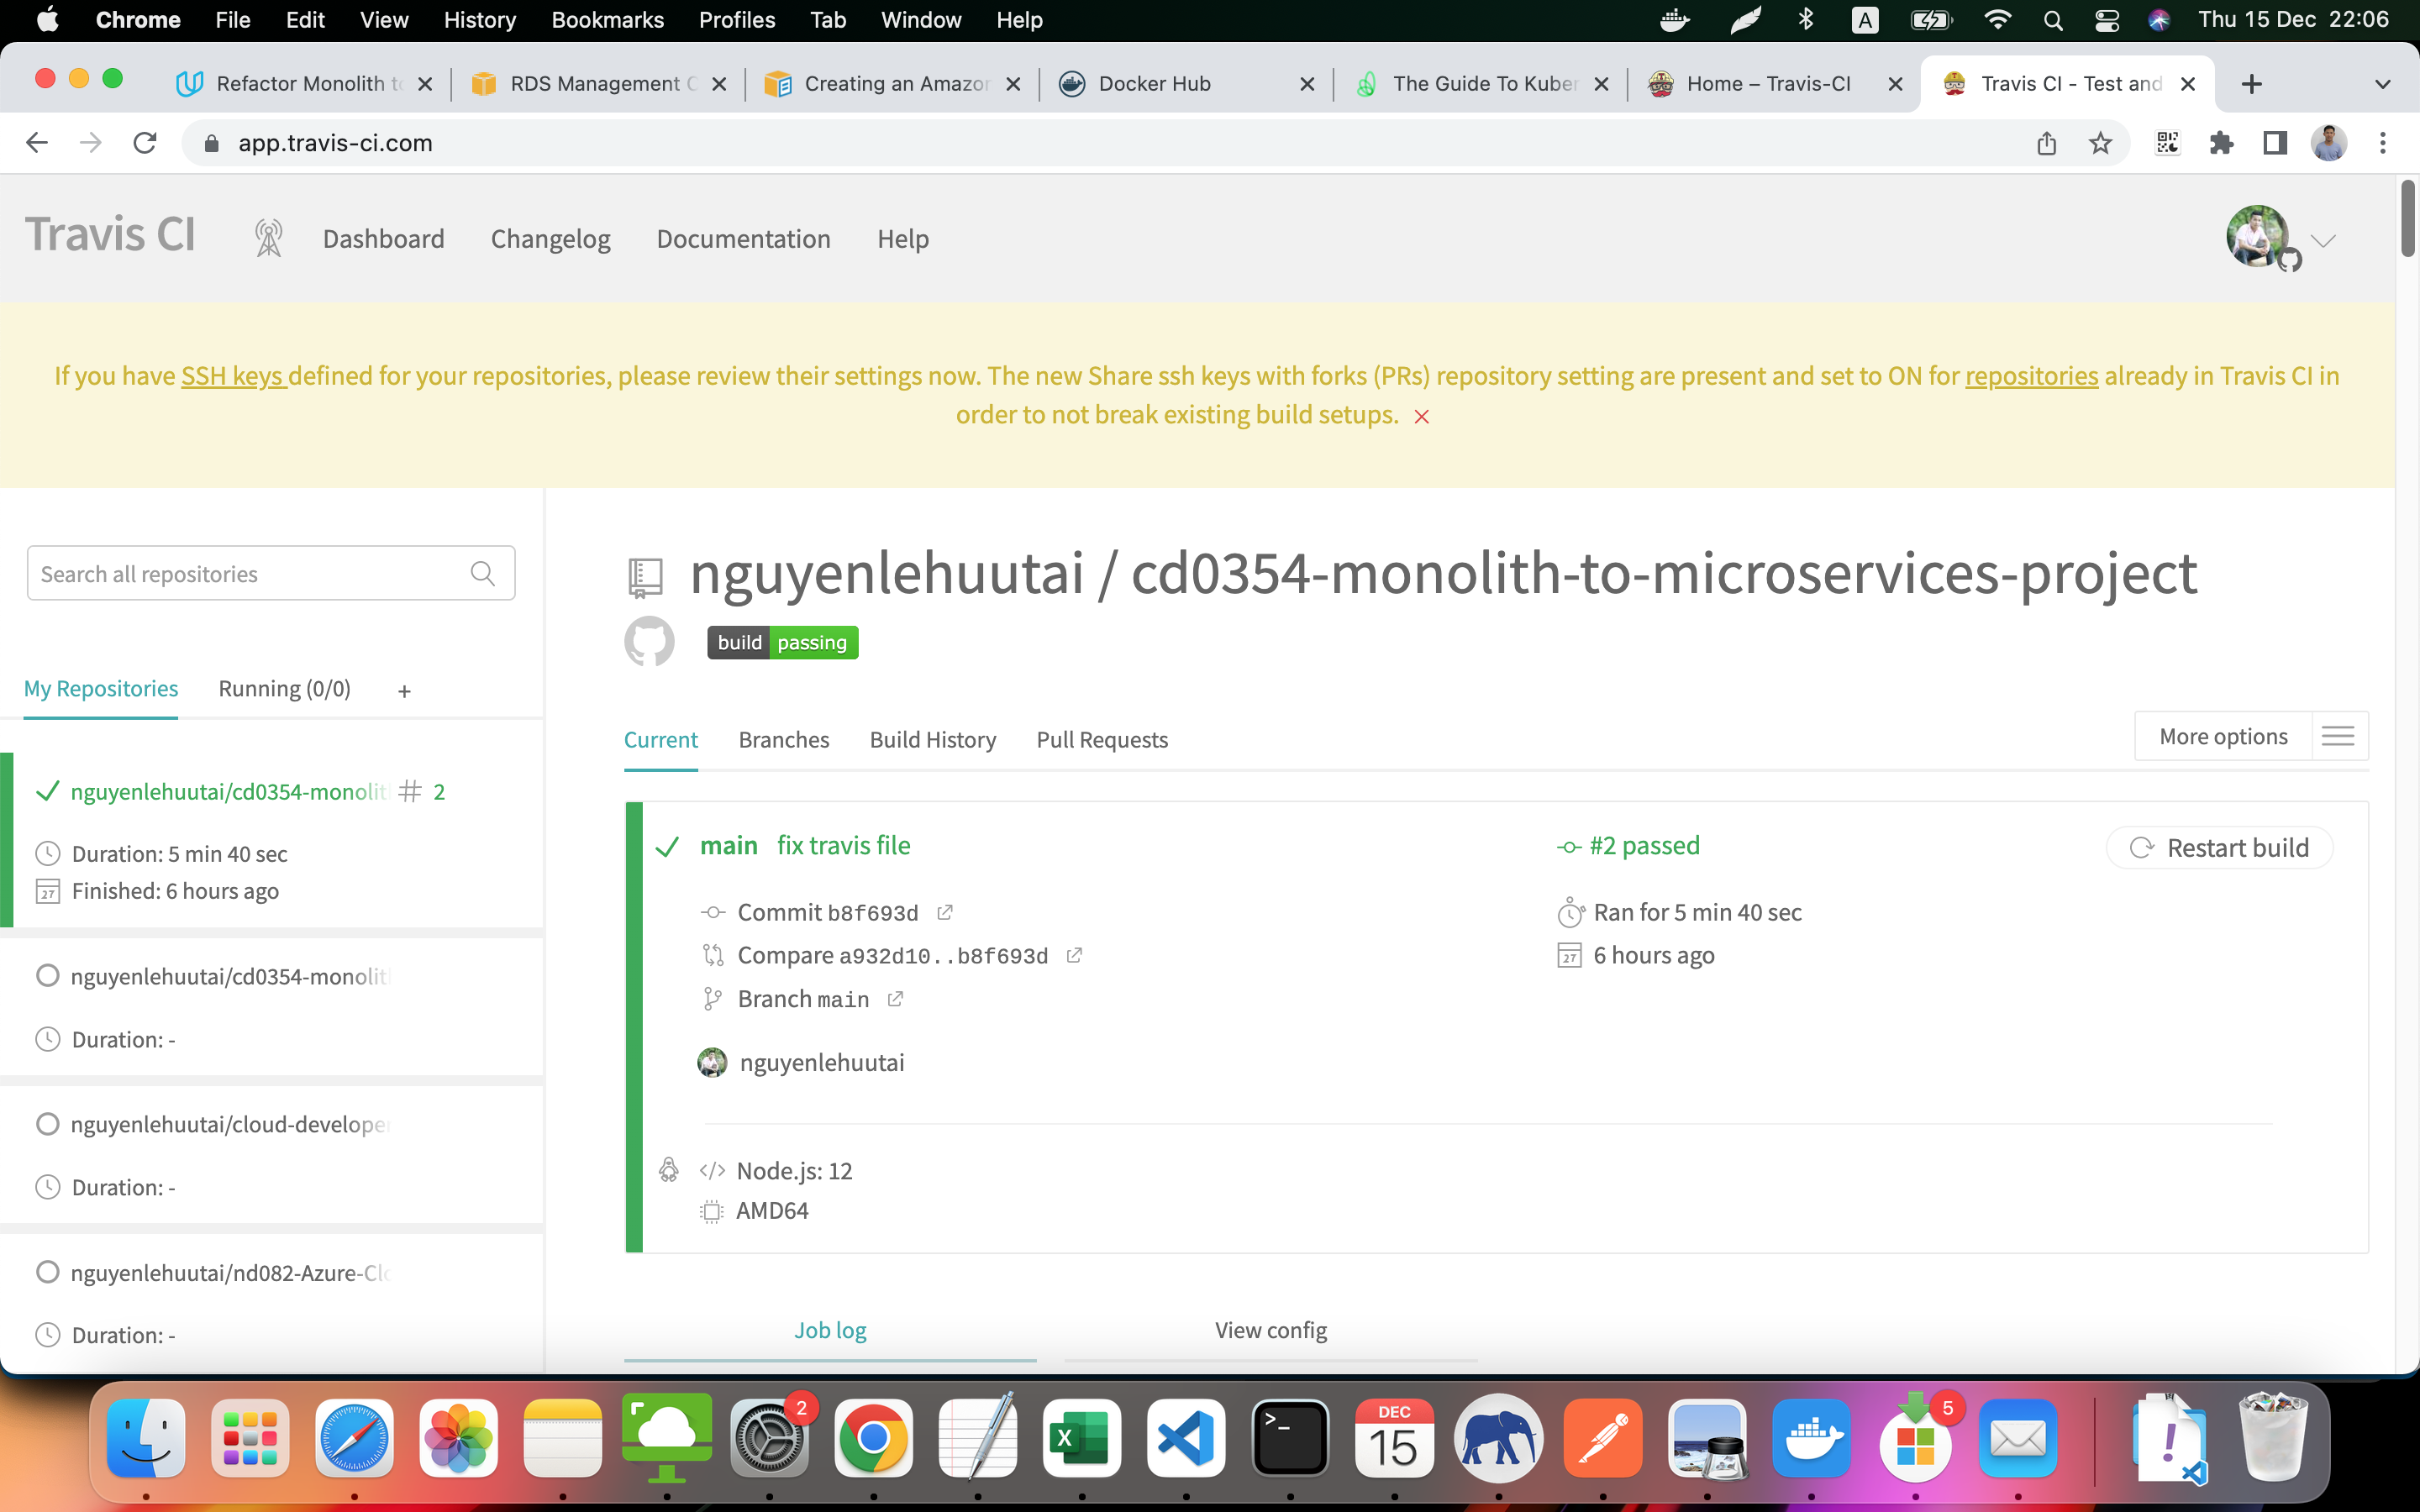 Chrome File Edit View History Bookmarks Profiles Tab Window Help A Thu 15 Dec 22:06
Refactor Monolith to RDS Management C Creating an Amazon Docker Hub The Guide To Kuber Home – Travis-CI Travis CI - Test and
app.travis-ci.com
Travis CI Dashboard Changelog Documentation Help
If you have SSH keys defined for your repositories, please review their settings now. The new Share ssh keys with forks (PRs) repository setting are present and set to ON for repositories already in Travis CI in
order to not break existing build setups.
Search all repositories
nguyenlehuutai / cd0354-monolith-to-microservices-project
build passing
My Repositories Running (0/0) +
Current Branches Build History Pull Requests More options
nguyenlehuutai/cd0354-monolit # 2
Duration: 5 min 40 sec
Finished: 6 hours ago
main fix travis file #2 passed Restart build
Commit b8f693d Ran for 5 min 40 sec
Compare a932d10..b8f693d 6 hours ago
Branch main
nguyenlehuutai
nguyenlehuutai/cd0354-monolit
Duration: -
nguyenlehuutai/cloud-develope
Duration: -
Node.js: 12
AMD64
nguyenlehuutai/nd082-Azure-Clo
Duration: -
Job log View config
2
DEC
15
5